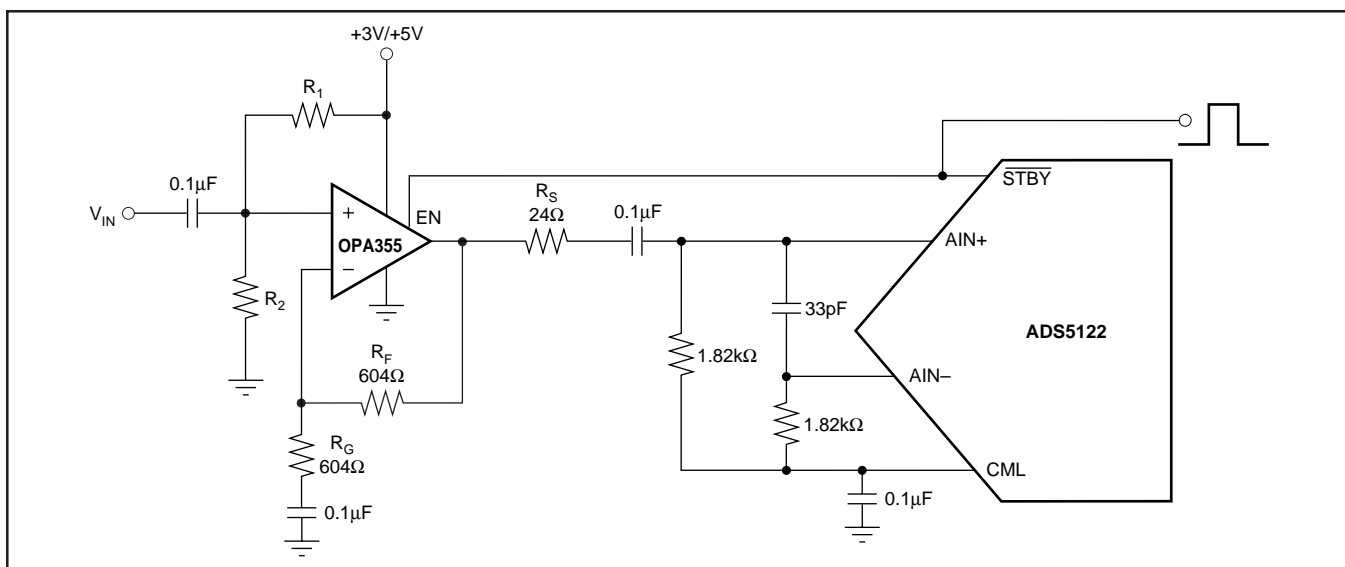 +3V/+5V
R1
0.1μF
VIN
+
EN
OPA355
−
R2
RS
24Ω
0.1μF
STBY
AIN+
33pF
ADS5122
1.82kΩ
RF
604Ω
AIN−
1.82kΩ
RG
604Ω
CML
0.1μF
0.1μF